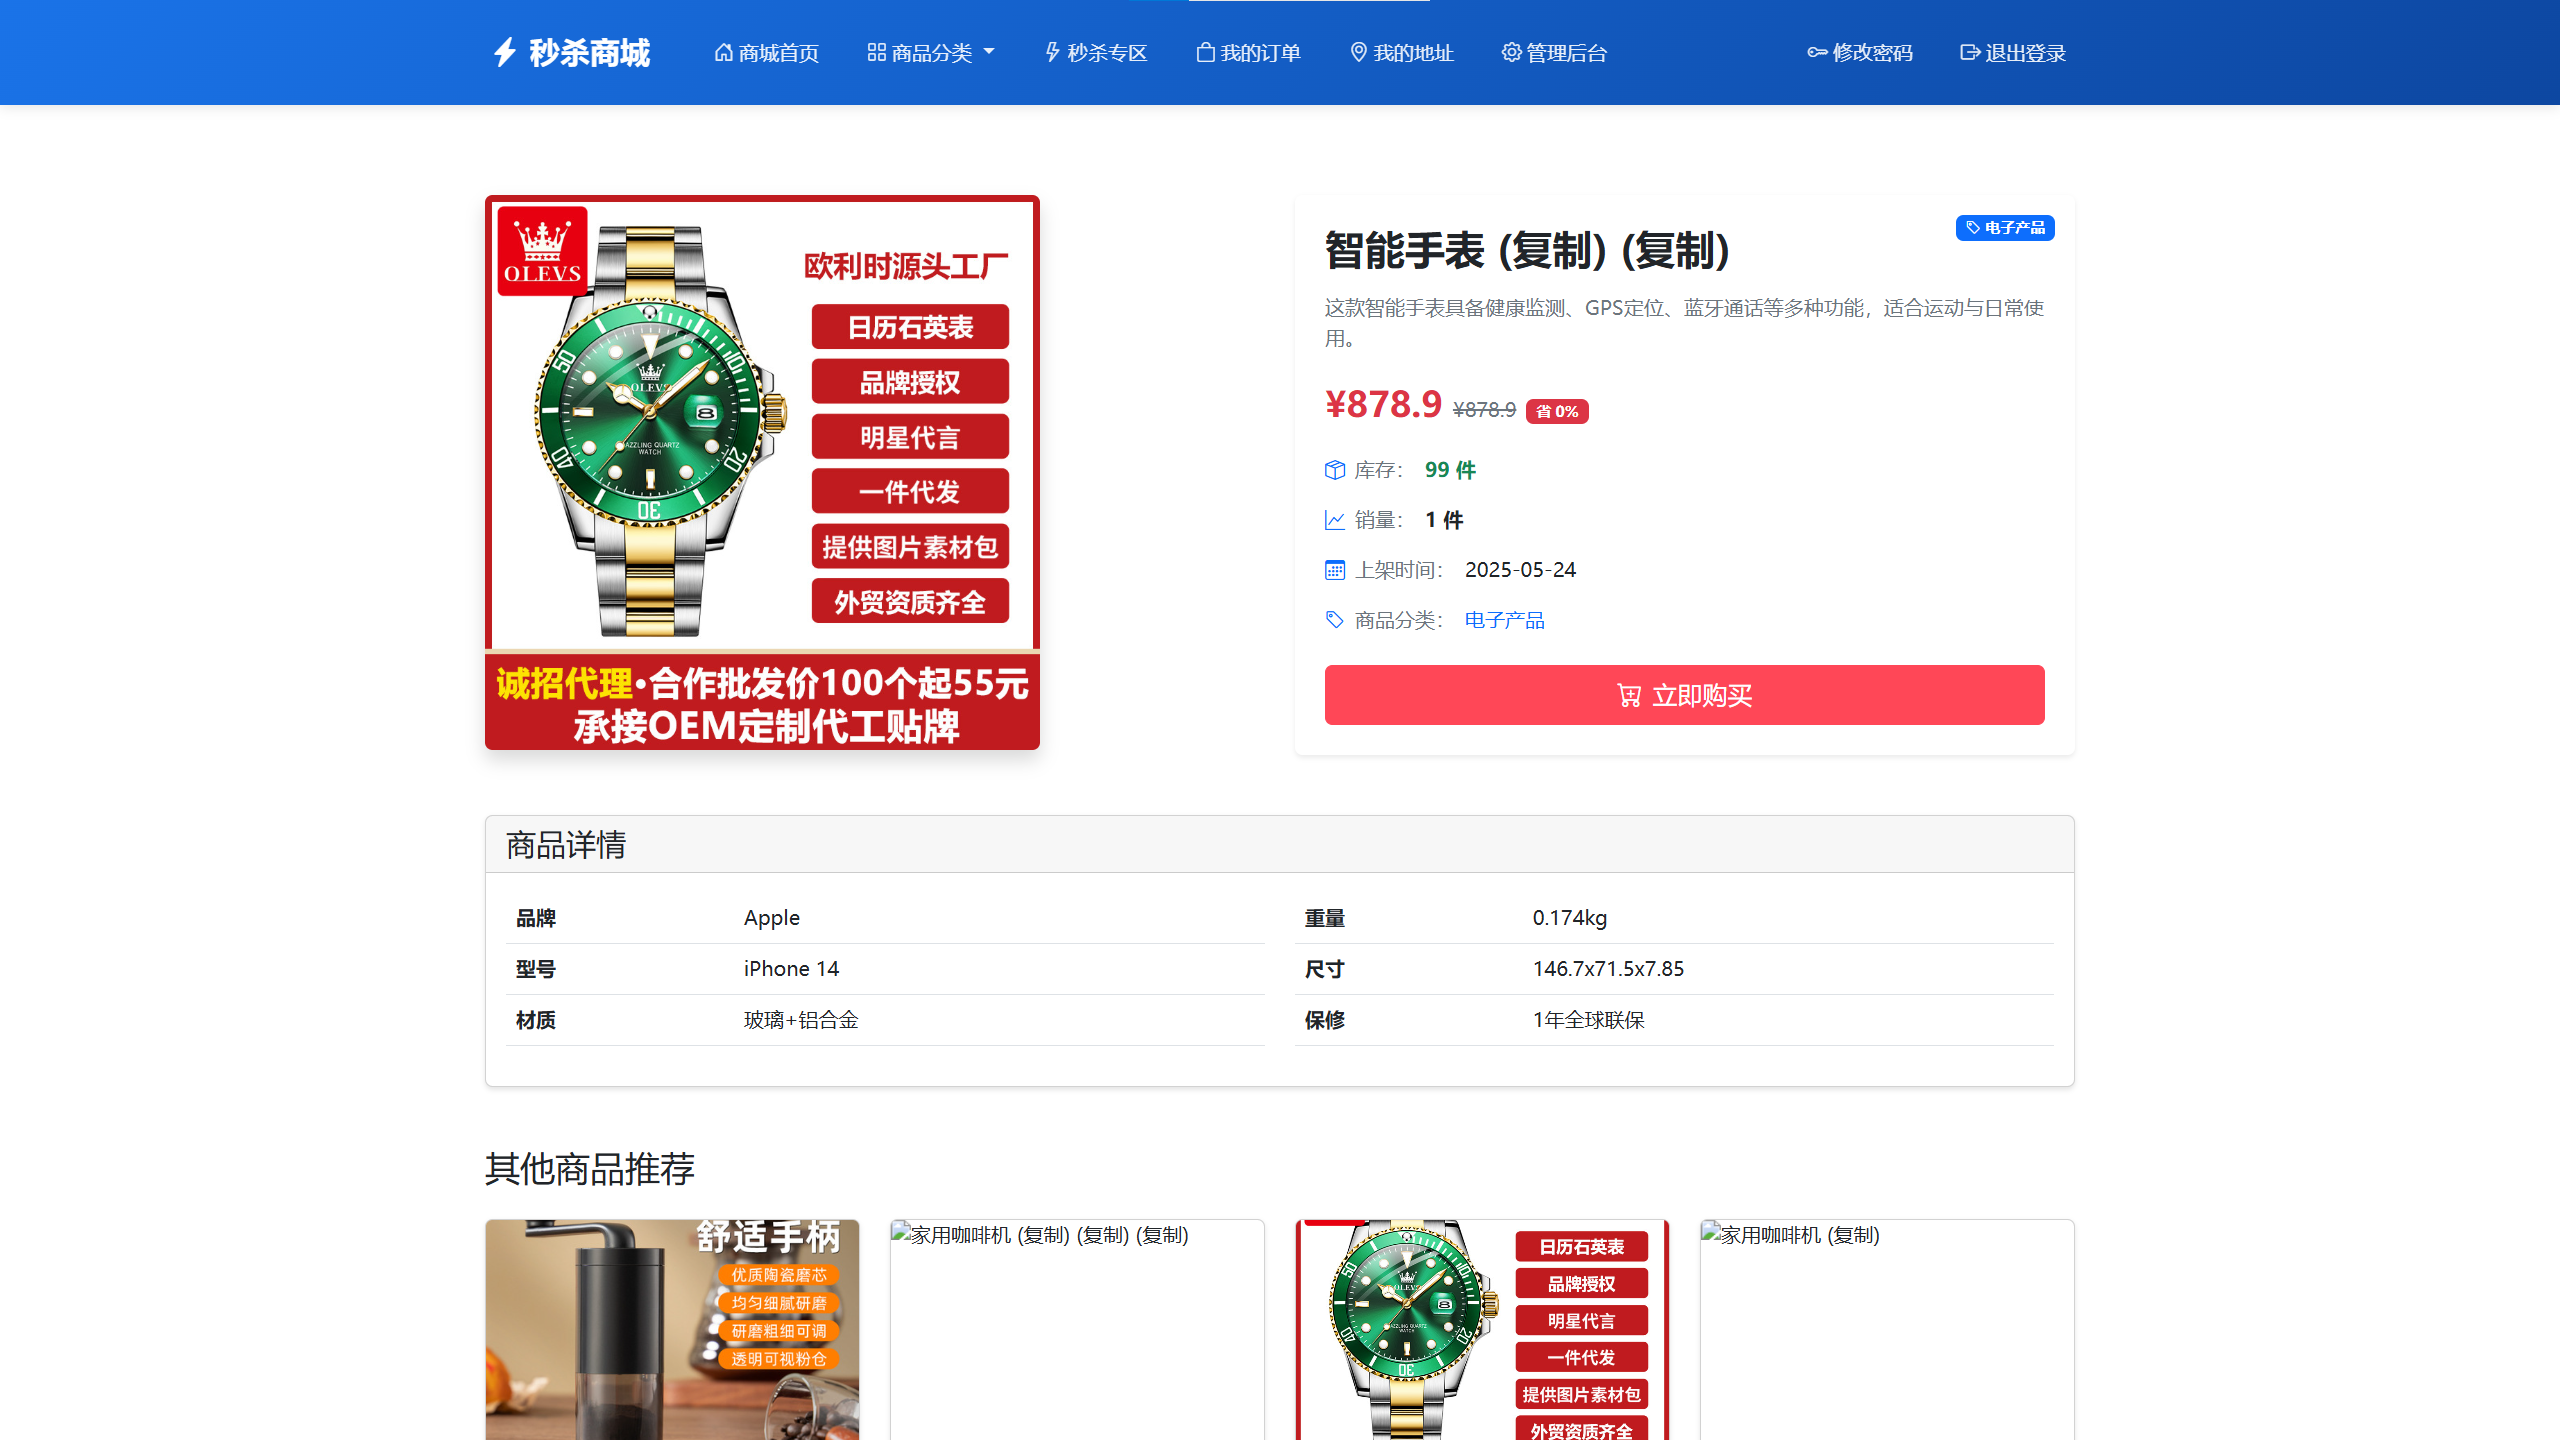 秒杀商城
商城首页
商品分类
秒杀专区
我的订单
我的地址
管理后台
修改密码
退出登录
OLEVS
欧利时源头工厂
日历石英表
品牌授权
明星代言
一件代发
提供图片素材包
外贸资质齐全
诚招代理•合作批发价100个起55元
承接OEM定制代工贴牌
智能手表 (复制) (复制)
电子产品
这款智能手表具备健康监测、GPS定位、蓝牙通话等多种功能，适合运动与日常使
用。
¥878.9 ¥878.9 省 0%
库存： 99 件
销量： 1 件
上架时间： 2025-05-24
商品分类： 电子产品
立即购买
商品详情
品牌 Apple
重量 0.174kg
型号 iPhone 14
尺寸 146.7x71.5x7.85
材质 玻璃+铝合金
保修 1年全球联保
其他商品推荐
舒适手柄
优质陶瓷磨芯
均匀细腻研磨
研磨粗细可调
透明可视粉仓
家用咖啡机 (复制) (复制) (复制)
日历石英表
品牌授权
明星代言
一件代发
提供图片素材包
外贸资质齐全
家用咖啡机 (复制)